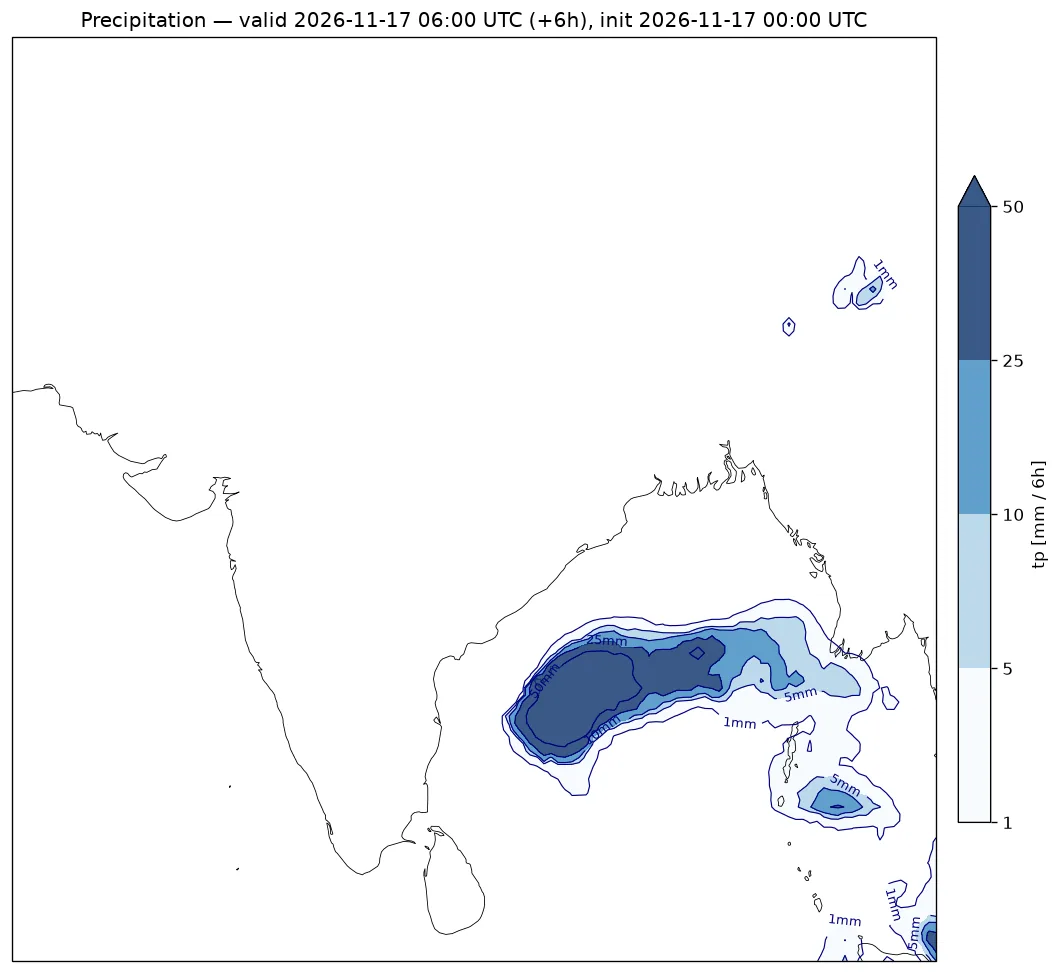 Precipitation — valid 2026-11-17 06:00 UTC (+6h), init 2026-11-17 00:00 UTC
50
1mm
25
tp [mm / 6h]
10
25mm
50mm
5
5mm
10mm
1mm
5mm
1
1mm
1mm
5mm